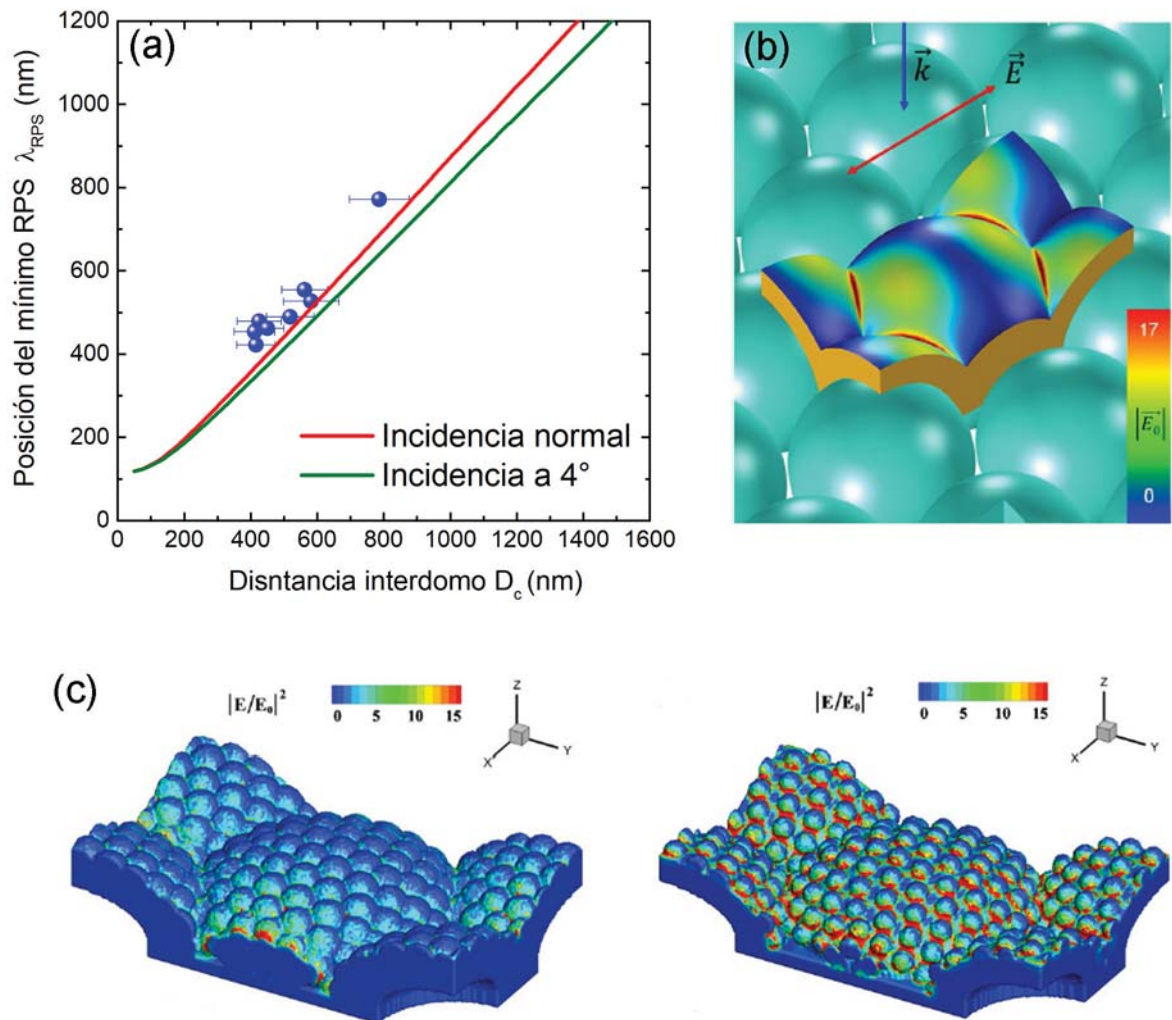 (a)
Posición del mínimo RPS λRPS (nm)
1200
1000
800
600
400
200
0
Incidencia normal
Incidencia a 4°
0 200 400 600 800 1000 1200 1400 1600
Disntancia interdomo Dc (nm)
(b)
k⃗
E⃗
17
|E₀⃗|
0
(c)
|E/E₀|²
0 5 10 15
Z
X
Y
|E/E₀|²
0 5 10 15
Z
X
Y